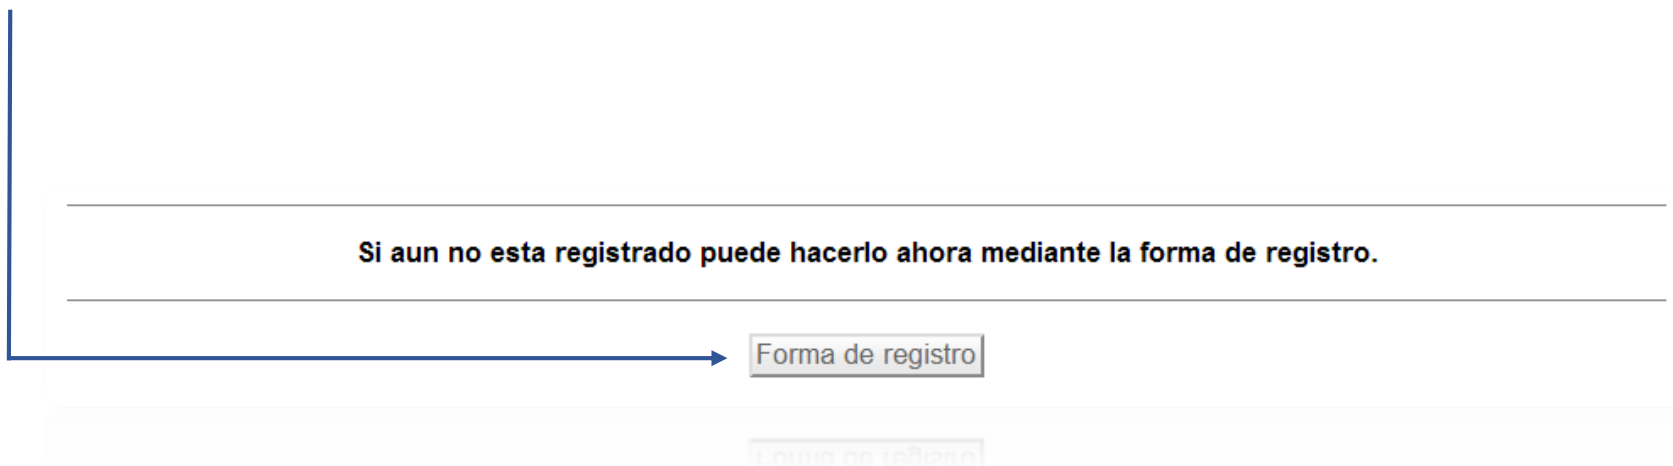 Si aun no esta registrado puede hacerlo ahora mediante la forma de registro.
Forma de registro